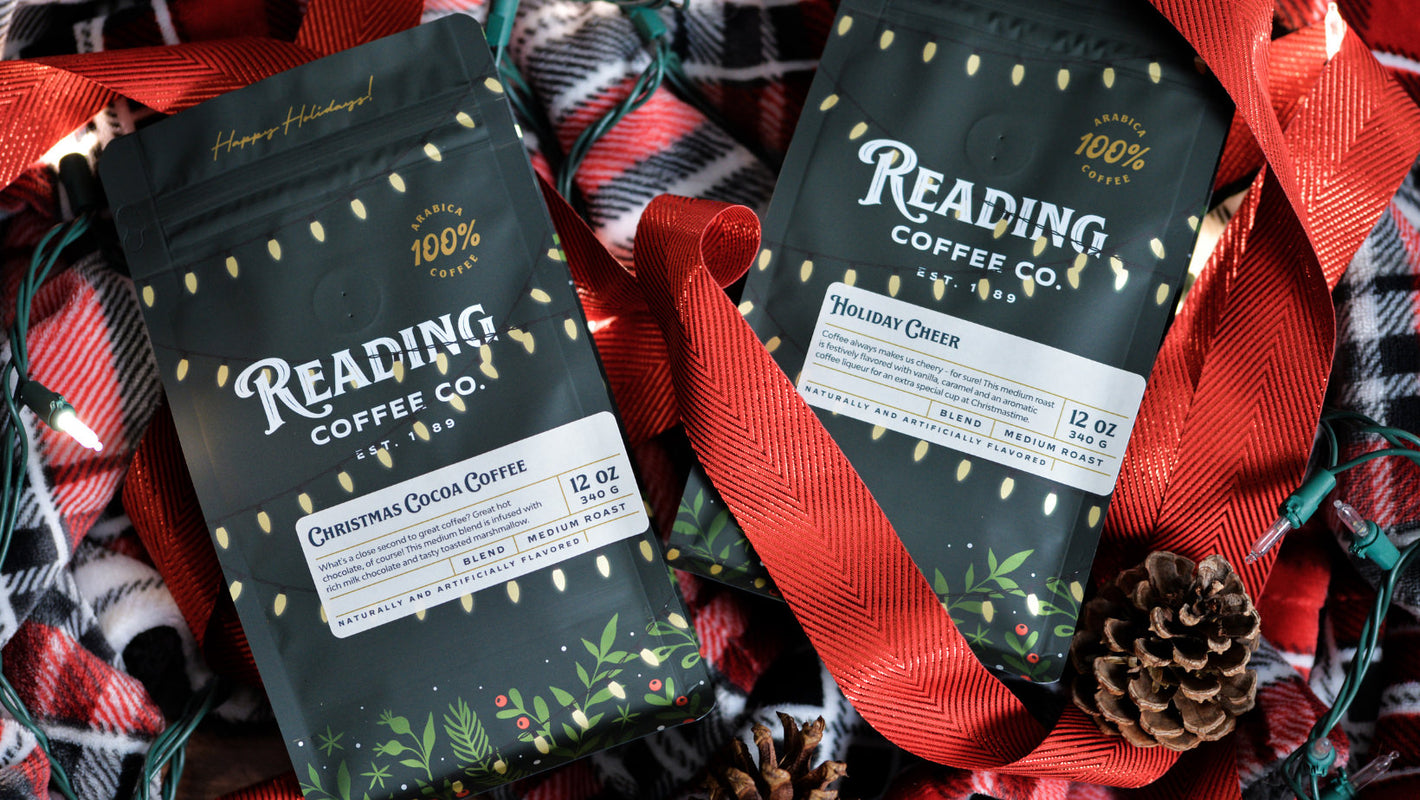 Happy Holidays!
ARABICA
100%
COFFEE
READING
COFFEE CO.
CHRISTMAS COCOA COFFEE
What's a close second to great coffee? Great hot
chocolate, of course! This medium blend is infused with
rich milk chocolate and tasty toasted marshmallow.
12 OZ
340 G
BLEND
MEDIUM ROAST
NATURALLY AND ARTIFICIALLY FLAVORED
ARABICA
100%
COFFEE
READING
COFFEE CO.
HOLIDAY CHEER
Coffee always makes us cheery - for sure! This medium roast
is festively flavored with vanilla, caramel and an aromatic
coffee liqueur for an extra special cup at Christmastime.
12 OZ
340 G
BLEND
MEDIUM ROAST
NATURALLY AND ARTIFICIALLY FLAVORED